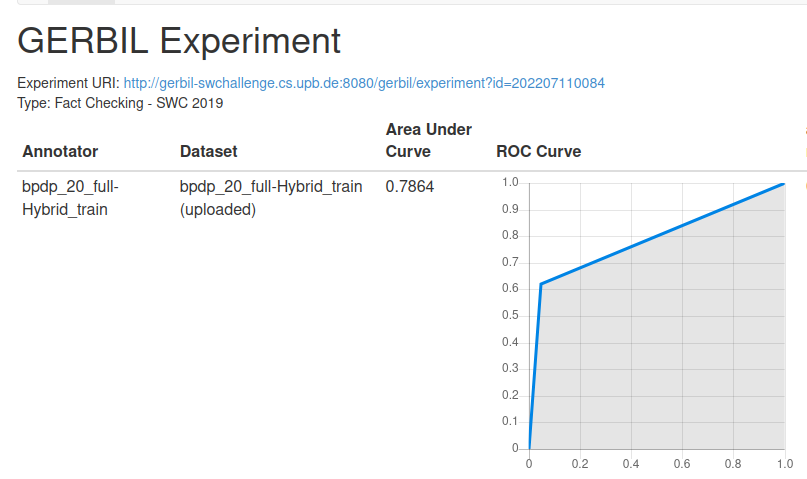 GERBIL Experiment
Experiment URI: http://gerbil-swchallenge.cs.upb.de:8080/gerbil/experiment?id=202207110084
Type: Fact Checking - SWC 2019
Annotator Dataset Area Under Curve ROC Curve
bpdp_20_full-
Hybrid_train
bpdp_20_full-Hybrid_train
(uploaded)
0.7864
1.0
0.9
0.8
0.7
0.6
0.5
0.4
0.3
0.2
0.1
0
0 0.2 0.4 0.6 0.8 1.0